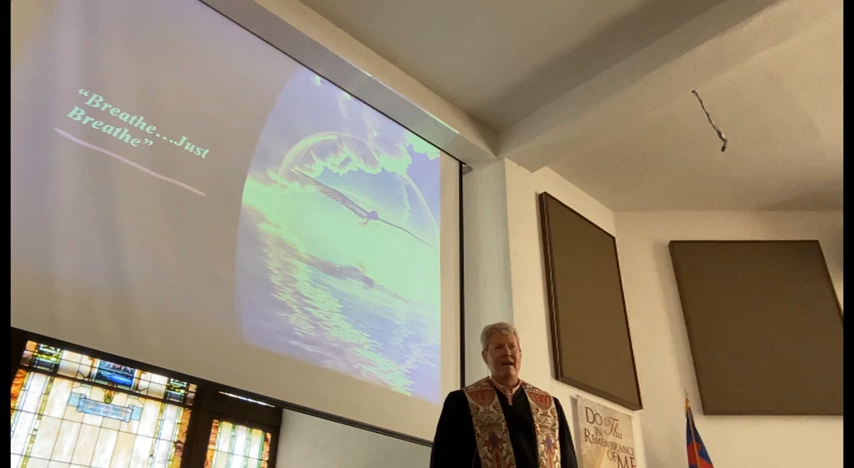 “Breathe…Just
Breathe”
DO This
IN
REMEMBRANCE
OF ME